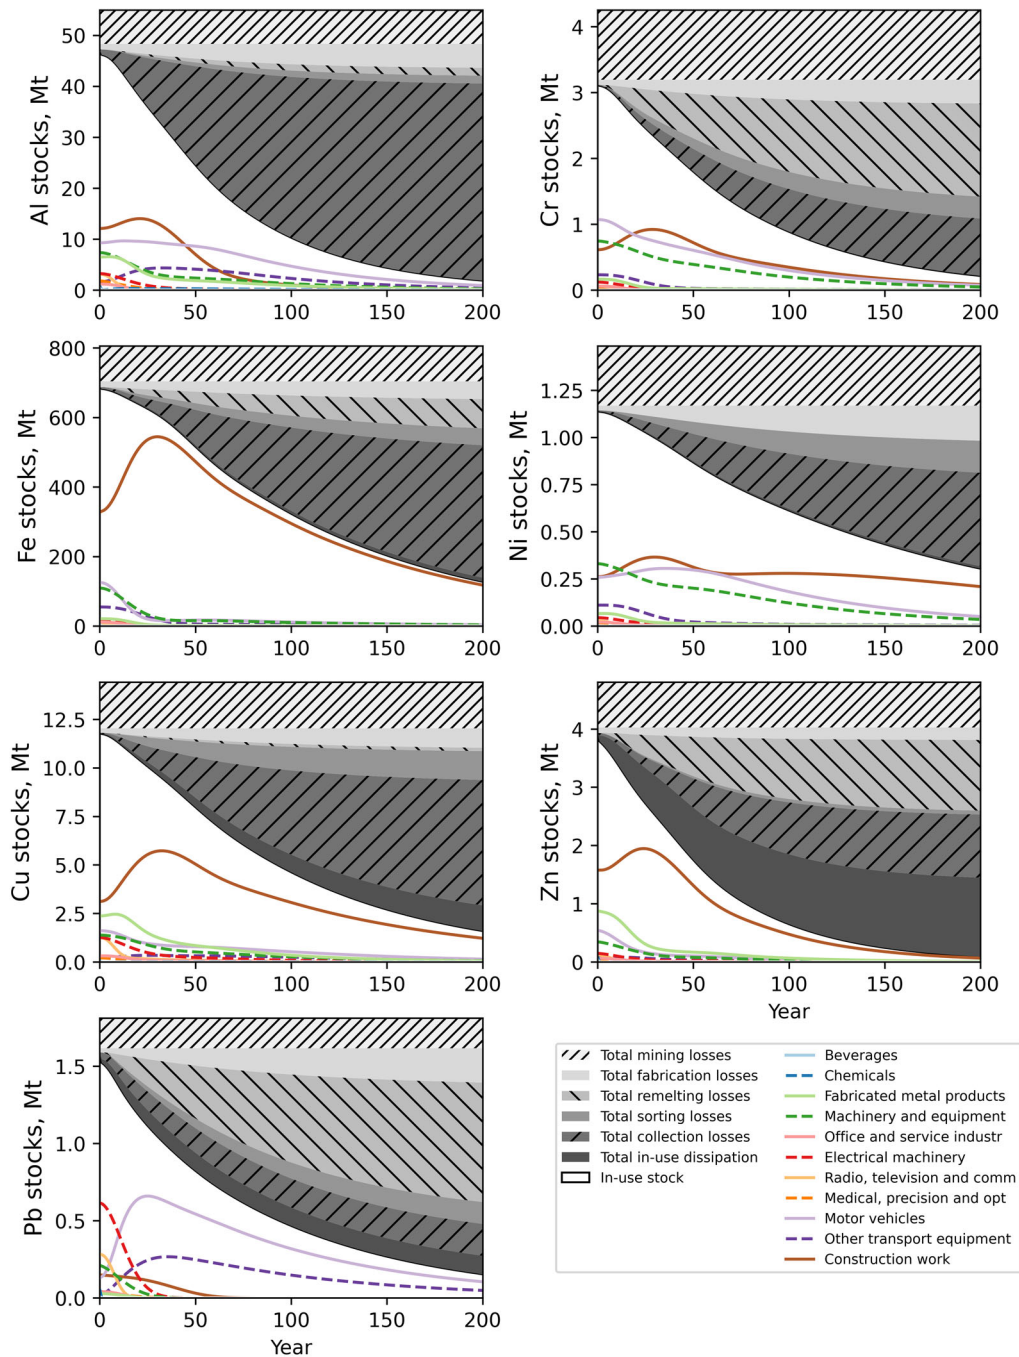 Al stocks, Mt
50
40
30
20
10
0
0 50 100 150 200
Cr stocks, Mt
4
3
2
1
0
0 50 100 150 200
Fe stocks, Mt
800
600
400
200
0
0 50 100 150 200
Ni stocks, Mt
1.25
1.00
0.75
0.50
0.25
0.00
0 50 100 150 200
Cu stocks, Mt
12.5
10.0
7.5
5.0
2.5
0.0
0 50 100 150 200
Zn stocks, Mt
4
3
2
1
0
0 50 100 150 200
Year
Pb stocks, Mt
1.5
1.0
0.5
0.0
0 50 100 150 200
Year
Total mining losses
Total fabrication losses
Total remelting losses
Total sorting losses
Total collection losses
Total in-use dissipation
In-use stock
Beverages
Chemicals
Fabricated metal products
Machinery and equipment
Office and service industr
Electrical machinery
Radio, television and comm
Medical, precision and opt
Motor vehicles
Other transport equipment
Construction work